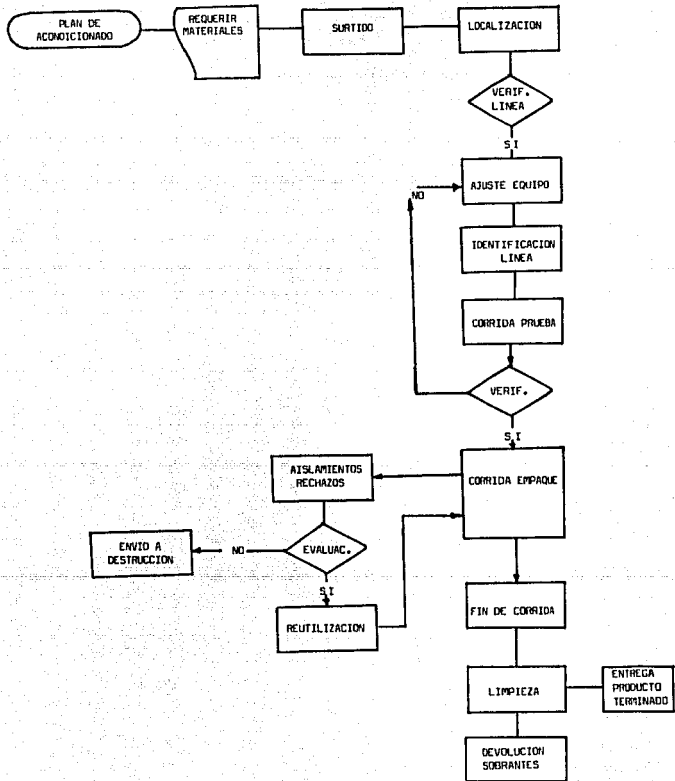 PLAN DE
ACONDICIONADO
REQUERIR
MATERIALES
SURTIDO
LOCALIZACION
VERIF.
LINEA
SI
AJUSTE EQUIPO
NO
IDENTIFICACION
LINEA
CORRIDA PRUEBA
VERIF.
SI
CORRIDA EMPAQUE
AISLAMIENTOS
RECHAZOS
EVALUAC.
NO
ENVIO A
DESTRUCCION
SI
REUTILIZACION
FIN DE CORRIDA
LIMPIEZA
ENTREGA
PRODUCTO
TERMINADO
DEVOLUCION
SOBRANTES